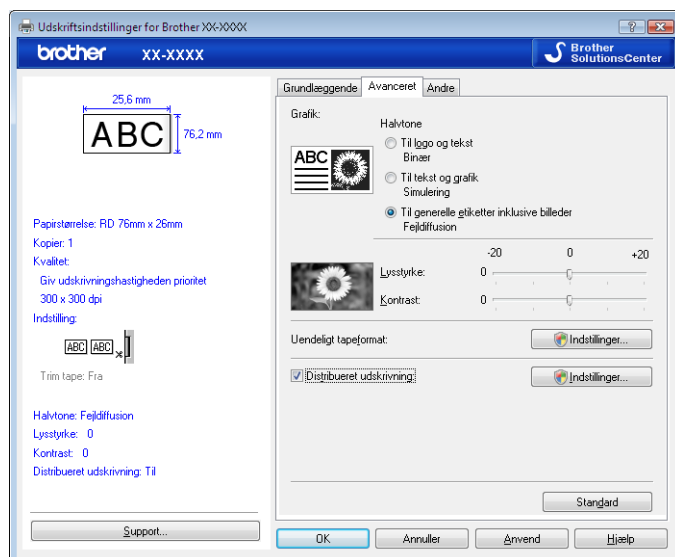 Udskriftsindstillinger for Brother XX-XXXX
brother XX-XXXX
Brother
SolutionsCenter
25,6 mm
ABC
76,2 mm
Papirstørrelse: RD 76mm x 26mm
Kopier: 1
Kvalitet:
Giv udskrivningshastigheden prioritet
300 x 300 dpi
Indstilling:
ABC ABC
Trim tape: Fra
Halvtone: Fejldiffusion
Lysstyrke: 0
Kontrast: 0
Distribueret udskrivning: Til
Support...
Grundlæggende Avanceret Andre
Grafik:
ABC
Halvtone
Til logo og tekst
Binær
Til tekst og grafik
Simulering
Til generelle etiketter inklusive billeder
Fejldiffusion
-20 0 +20
Lysstyrke: 0
Kontrast: 0
Uendeligt tapeformat: Indstillinger...
Distribueret udskrivning: Indstillinger...
Standard
OK Annuller Anvend Hjælp